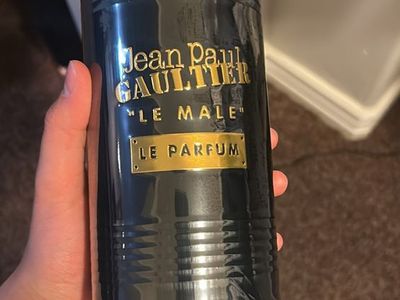 Jean Paul
GAULTIER
"LE MALE"
LE PARFUM